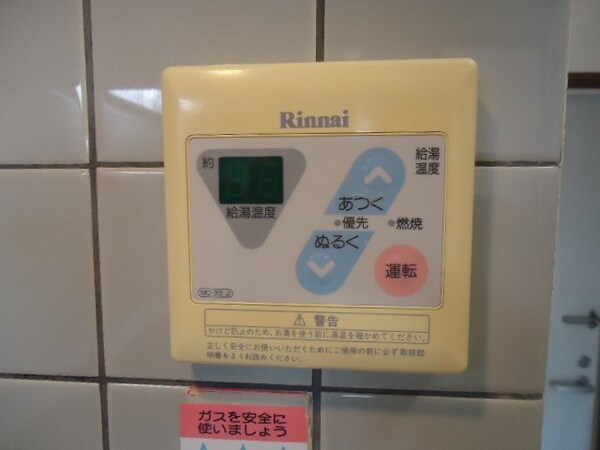 Rinnai
約
給湯温度
給湯
温度
あつく
優先
燃焼
ぬるく
運転
⚠警告
やけど防止のため、お湯を使う前に湯温を確かめてください。
正しく安全にお使いいただくためにご使用の前に必ず取扱説
明書をよくお読みください。
ガスを安全に
使いましょう